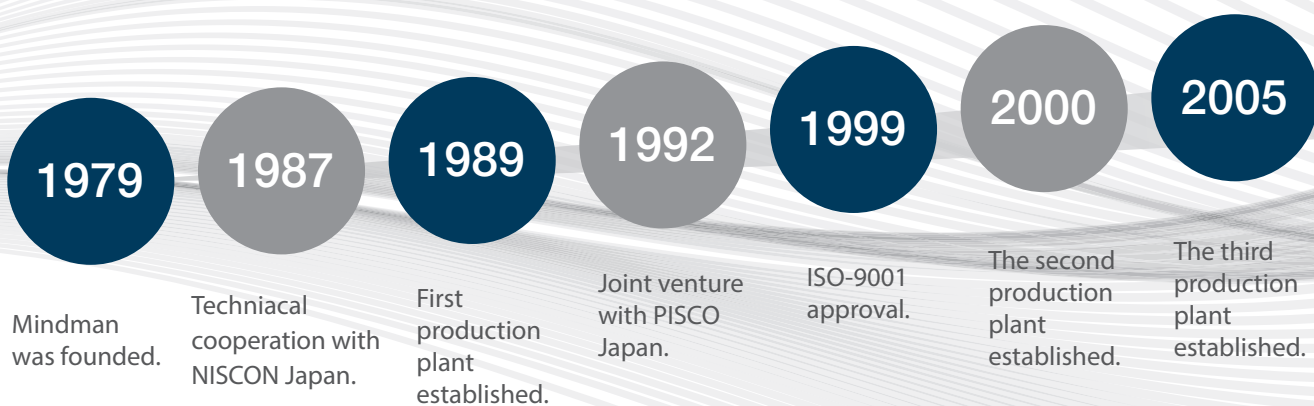 1979
Mindman
was founded.
1987
Techniacal
cooperation with
NISCON Japan.
1989
First
production
plant
established.
1992
Joint venture
with PISCO
Japan.
1999
ISO-9001
approval.
2000
The second
production
plant
established.
2005
The third
production
plant
established.